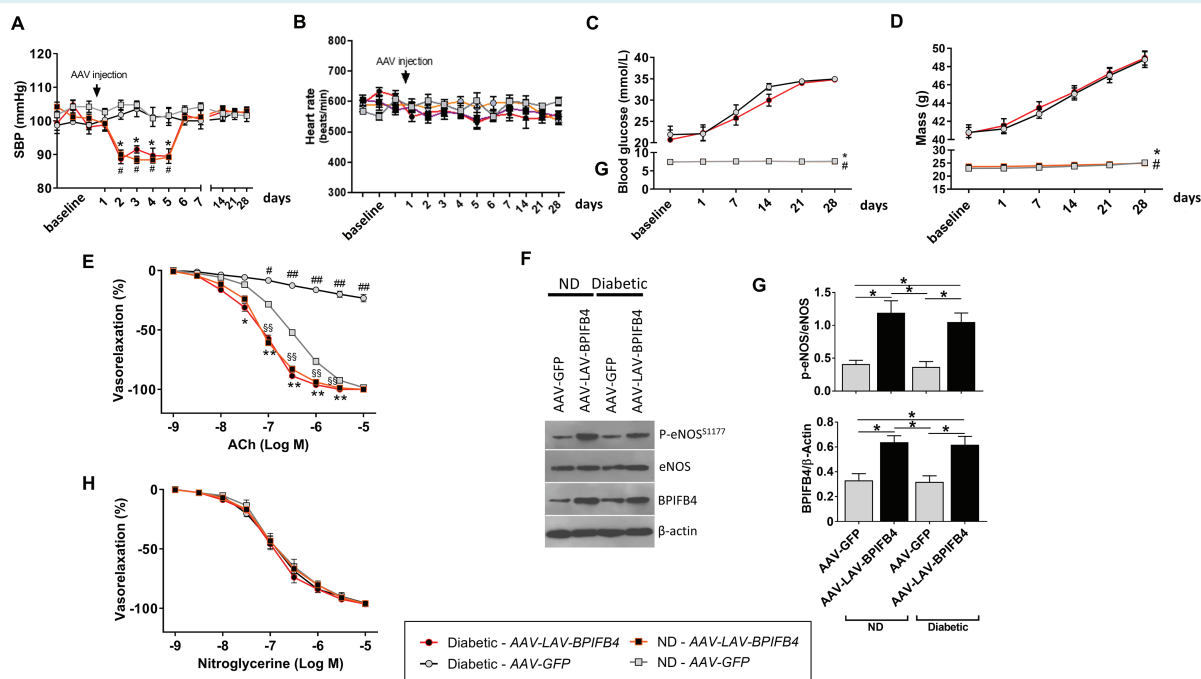 A
AAV injection
SBP (mmHg)
120
110
100
90
80
* * * *
# # # #
baseline 1 2 3 4 5 6 7 14 21 28 days
B
AAV injection
Heart rate
(beats/min)
900
800
700
600
500
400
300
baseline 1 2 3 4 5 6 7 14 21 28 days
C
Blood glucose (mmol/L)
45
35
25
15
10
5
0
G
*
#
baseline 1 7 14 21 28 days
D
Mass (g)
50
48
46
44
42
40
30
25
20
15
*
#
baseline 1 7 14 21 28 days
E
Vasorelaxation (%)
0
-50
-100
# ## ## ## ##
* ** ** ** **
§§ §§ §§ §§
-9 -8 -7 -6 -5
ACh (Log M)
F
ND Diabetic
AAV-GFP
AAV-LAV-BPIFB4
AAV-GFP
AAV-LAV-BPIFB4
P-eNOS^S1177
eNOS
BPIFB4
β-actin
G
p-eNOS/eNOS
1.5
1.0
0.5
0.0
*
* * *
BPIFB4/β-Actin
0.8
0.6
0.4
0.2
0
*
* * *
AAV-GFP
AAV-LAV-BPIFB4
AAV-GFP
AAV-LAV-BPIFB4
ND Diabetic
H
Vasorelaxation (%)
0
-50
-100
-9 -8 -7 -6 -5
Nitroglycerine (Log M)
Diabetic - AAV-LAV-BPIFB4 ND - AAV-LAV-BPIFB4
Diabetic - AAV-GFP ND - AAV-GFP